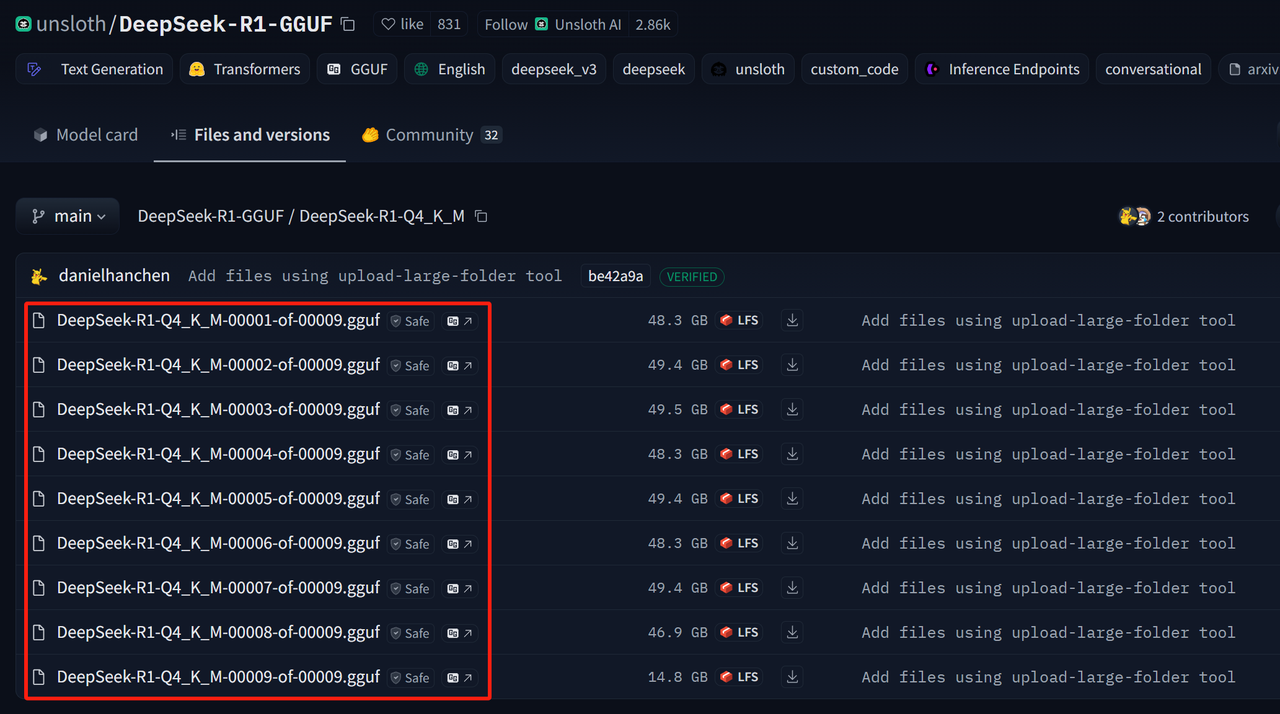 unsloth/DeepSeek-R1-GGUF like 831 Follow Unsloth AI 2.86k
Text Generation Transformers GGUF English deepseek_v3 deepseek unsloth custom_code Inference Endpoints conversational arxiv
Model card Files and versions Community 32
main DeepSeek-R1-GGUF / DeepSeek-R1-Q4_K_M 2 contributors
danielhanchen Add files using upload-large-folder tool be42a9a VERIFIED
DeepSeek-R1-Q4_K_M-00001-of-00009.gguf Safe 48.3 GB LFS Add files using upload-large-folder tool
DeepSeek-R1-Q4_K_M-00002-of-00009.gguf Safe 49.4 GB LFS Add files using upload-large-folder tool
DeepSeek-R1-Q4_K_M-00003-of-00009.gguf Safe 49.5 GB LFS Add files using upload-large-folder tool
DeepSeek-R1-Q4_K_M-00004-of-00009.gguf Safe 48.3 GB LFS Add files using upload-large-folder tool
DeepSeek-R1-Q4_K_M-00005-of-00009.gguf Safe 49.4 GB LFS Add files using upload-large-folder tool
DeepSeek-R1-Q4_K_M-00006-of-00009.gguf Safe 48.3 GB LFS Add files using upload-large-folder tool
DeepSeek-R1-Q4_K_M-00007-of-00009.gguf Safe 49.4 GB LFS Add files using upload-large-folder tool
DeepSeek-R1-Q4_K_M-00008-of-00009.gguf Safe 46.9 GB LFS Add files using upload-large-folder tool
DeepSeek-R1-Q4_K_M-00009-of-00009.gguf Safe 14.8 GB LFS Add files using upload-large-folder tool